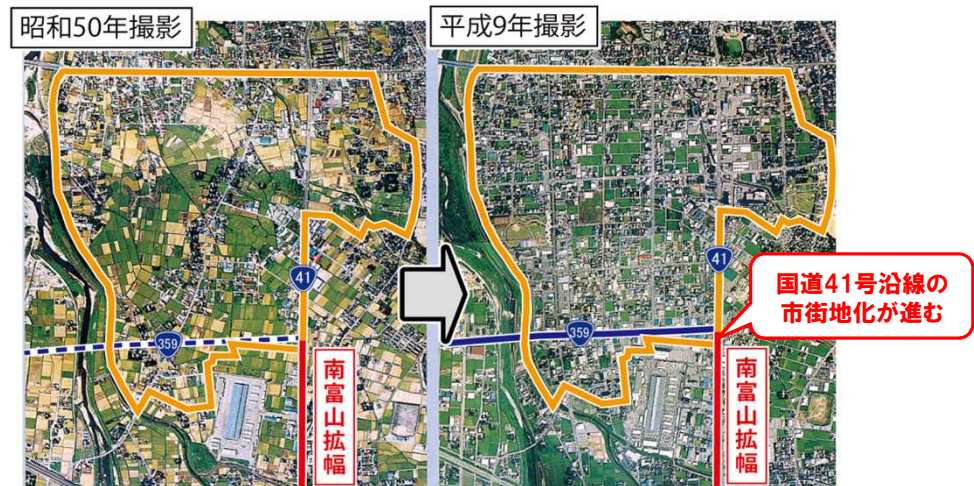 昭和50年撮影
平成9年撮影
41
359
南富山拡幅
41
359
南富山拡幅
国道41号沿線の
市街地化が進む